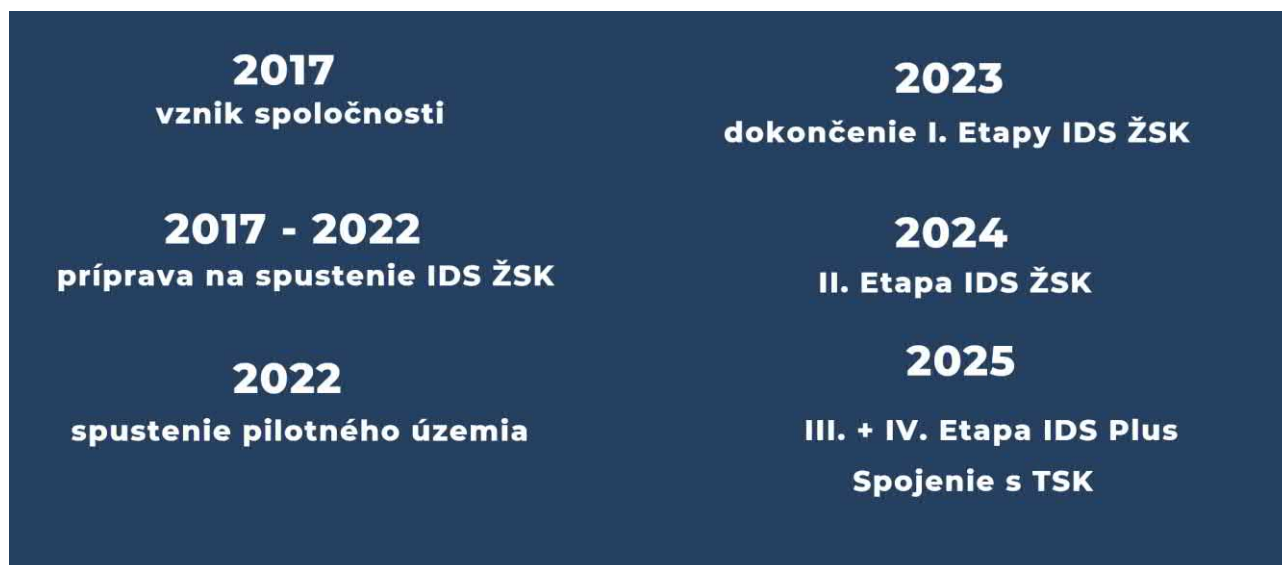 2017
vznik spoločnosti
2017 - 2022
príprava na spustenie IDS ŽSK
2022
spustenie pilotného územia
2023
dokončenie I. Etapy IDS ŽSK
2024
II. Etapa IDS ŽSK
2025
III. + IV. Etapa IDS Plus
Spojenie s TSK